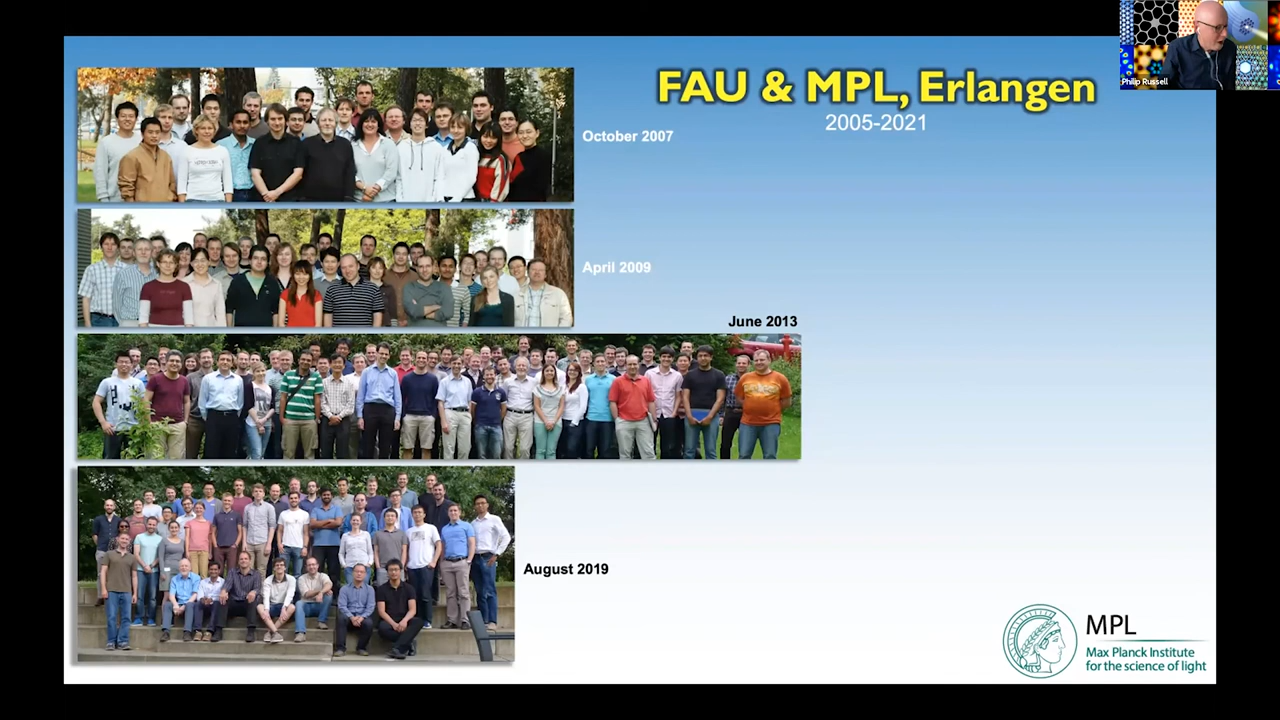 FAU & MPL, Erlangen
2005-2021
Philip Russell
October 2007
April 2009
June 2013
August 2019
MPL
Max Planck Institute
for the science of light